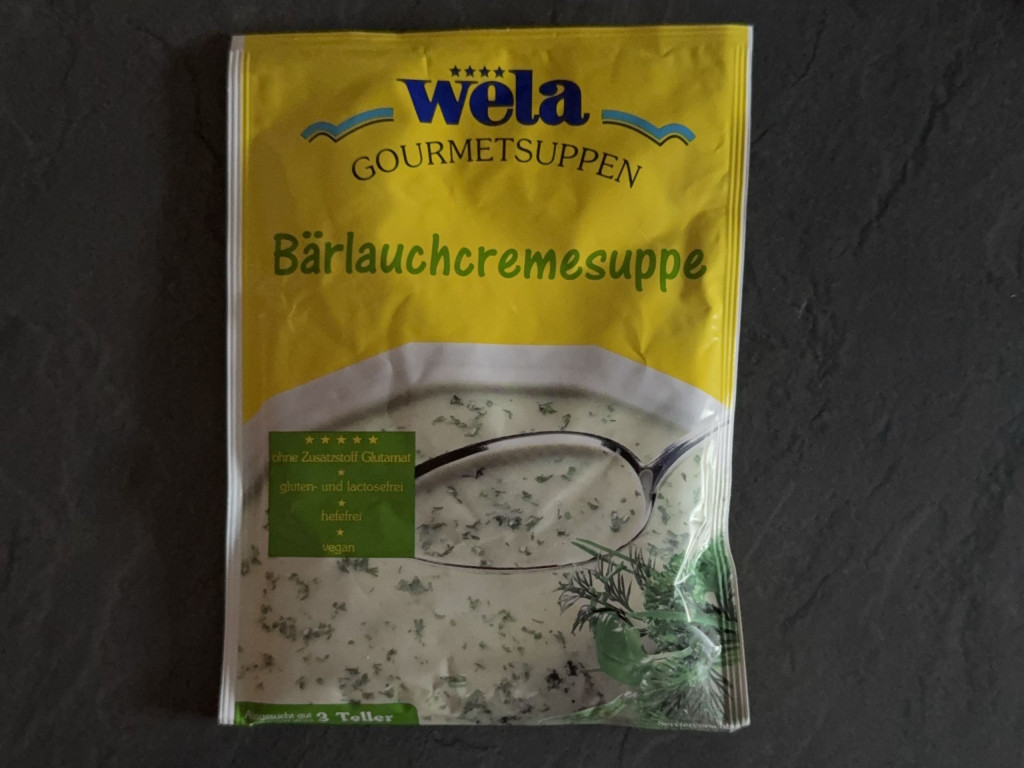 wela
GOURMETSUPPEN
Bärlauchcremesuppe
ohne Zusatzstoff Glutamat
gluten- und lactosefrei
hefefrei
vegan
3 Teller